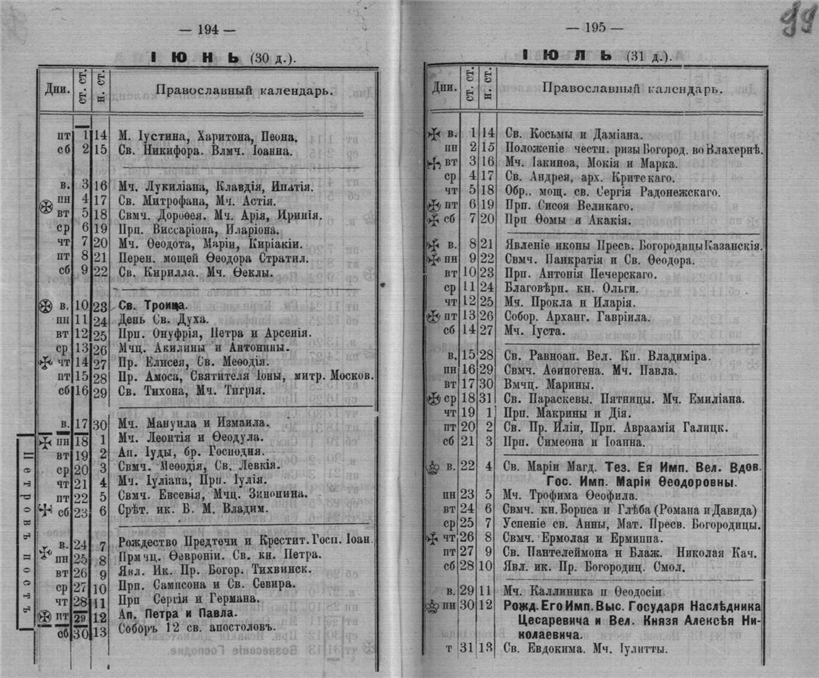 — 194 —
ІЮНЬ (30 д.).
Дни. ст. ст. н. ст. Православный календарь.
пт 1 14 М. Іустина, Харитона, Пеона.
сб 2 15 Св. Никифора. Влмч. Іоанна.
в. 3 16 Мч. Лукиліана, Клавдія, Ипатія.
пн 4 17 Св. Митрофана, Мч. Астія.
вт 5 18 Свмч. Дороѳея. Мч. Арія, Иринія.
ср 6 19 Прп. Виссаріона, Иларіона.
чт 7 20 Мч. Ѳеодота, Маріи, Киріакіи.
пт 8 21 Перен. мощей Ѳеодора Стратил.
сб 9 22 Св. Кирилла. Мч. Ѳеклы.
в. 10 23 Св. Троица.
пн 11 24 День Св. Духа.
вт 12 25 Прп. Онуфрія, Петра и Арсенія.
ср 13 26 Мчц. Акилины и Антонины.
чт 14 27 Пр. Елисея, Св. Меѳодія.
пт 15 28 Пр. Амоса, Святителя Іоны, митр. Москов.
сб 16 29 Св. Тихона, Мч. Тигрія.
в. 17 30 Мч. Мануила и Измаила.
Петровъ постъ
пн 18 1 Мч. Леонтія и Ѳеодула.
вт 19 2 Ап. Іуды, бр. Господня.
ср 20 3 Свмч. Меѳодія, Св. Левкія.
чт 21 4 Мч. Іуліана, Прп. Іулія.
пт 22 5 Свмч. Евсевія, Мчц. Зинонина.
сб 23 6 Срѣт. ик. Б. М. Владим.
в. 24 7 Рождество Предтечи и Крестит. Госп. Іоан
пн 25 8 Прмчц. Ѳевроніи. Св. кн. Петра.
вт 26 9 Явл. Ик. Пр. Богор. Тихвинск.
ср 27 10 Прп. Сампсона и Св. Севира.
чт 28 11 Прп Сергія и Германа.
пт 29 12 Ап. Петра и Павла.
сб 30 13 Соборъ 12 св. апостоловъ.
— 195 —
99
ІЮЛЬ (31 д.).
Дни. ст. ст. н. ст. Православный календарь.
в. 1 14 Св. Косьмы и Даміана.
пн 2 15 Положеніе честн. ризы Богород. во Влахернѣ.
вт 3 16 Мч. Іакинѳа, Мокія и Марка.
ср 4 17 Св. Андрея, арх. Критскаго.
чт 5 18 Обр.. мощ. св. Сергія Радонежскаго.
пт 6 19 Прп. Сисоя Великаго.
сб 7 20 Прп Ѳомы и Акакія.
в. 8 21 Явленіе иконы Пресв. Богородицы Казанскія.
пн 9 22 Свмч. Панкратія и Св. Ѳеодора.
вт 10 23 Прп. Антонія Печерскаго.
ср 11 24 Благовѣрн. кн. Ольги.
чт 12 25 Мч. Прокла и Иларія.
пт 13 26 Собор. Арханг. Гавріила.
сб 14 27 Мч. Іуста.
в. 15 28 Св. Равноап. Вел. Кн. Владиміра.
пн 16 29 Свмч. Аѳиногена. Мч. Павла.
вт 17 30 Вмчц. Марины.
ср 18 31 Св. Параскевы. Пятницы. Мч. Емиліана.
чт 19 1 Прп. Макрины и Дія.
пт 20 2 Св. Пр. Иліи, Прп. Авраамія Галицк.
сб 21 3 Прп. Симеона и Іоанна.
в. 22 4 Св. Маріи Магд. Тез. Ея Имп. Вел. Вдов.
Гос. Имп. Маріи Ѳеодоровны.
пн 23 5 Мч. Трофима Ѳеофила.
вт 24 6 Свмч. кн. Бориса и Глѣба (Романа и Давида)
ср 25 7 Успеніе св. Анны, Мат. Пресв. Богородицы.
чт 26 8 Свмч. Ермолая и Ермиппа.
пт 27 9 Св. Пантелеймона и Блаж. Николая Кач.
сб 28 10 Явл. ик. Пр. Богородиц. Смол.
в. 29 11 Мч. Каллиника и Ѳеодосіи
пн 30 12 Рожд. Его Имп. Выс. Государя Наслѣдника
Цесаревича и Вел. Князя Алексѣя Ни-
колаевича.
т 31 13 Св. Евдокима. Мч. Іулитты.